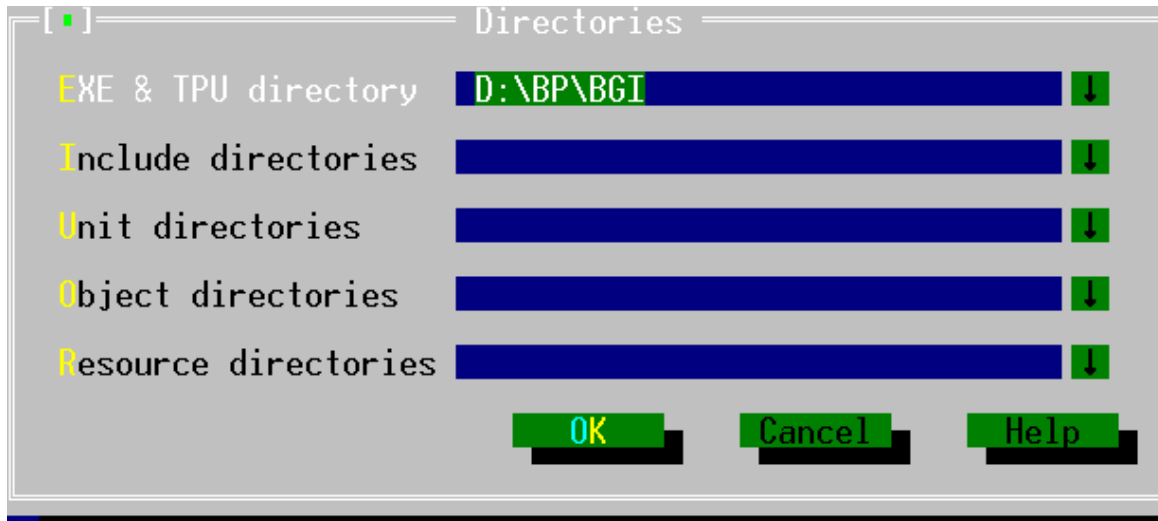 [▪] Directories
EXE & TPU directory D:\BP\BGI ↓
Include directories ↓
Unit directories ↓
Object directories ↓
Resource directories ↓
OK Cancel Help